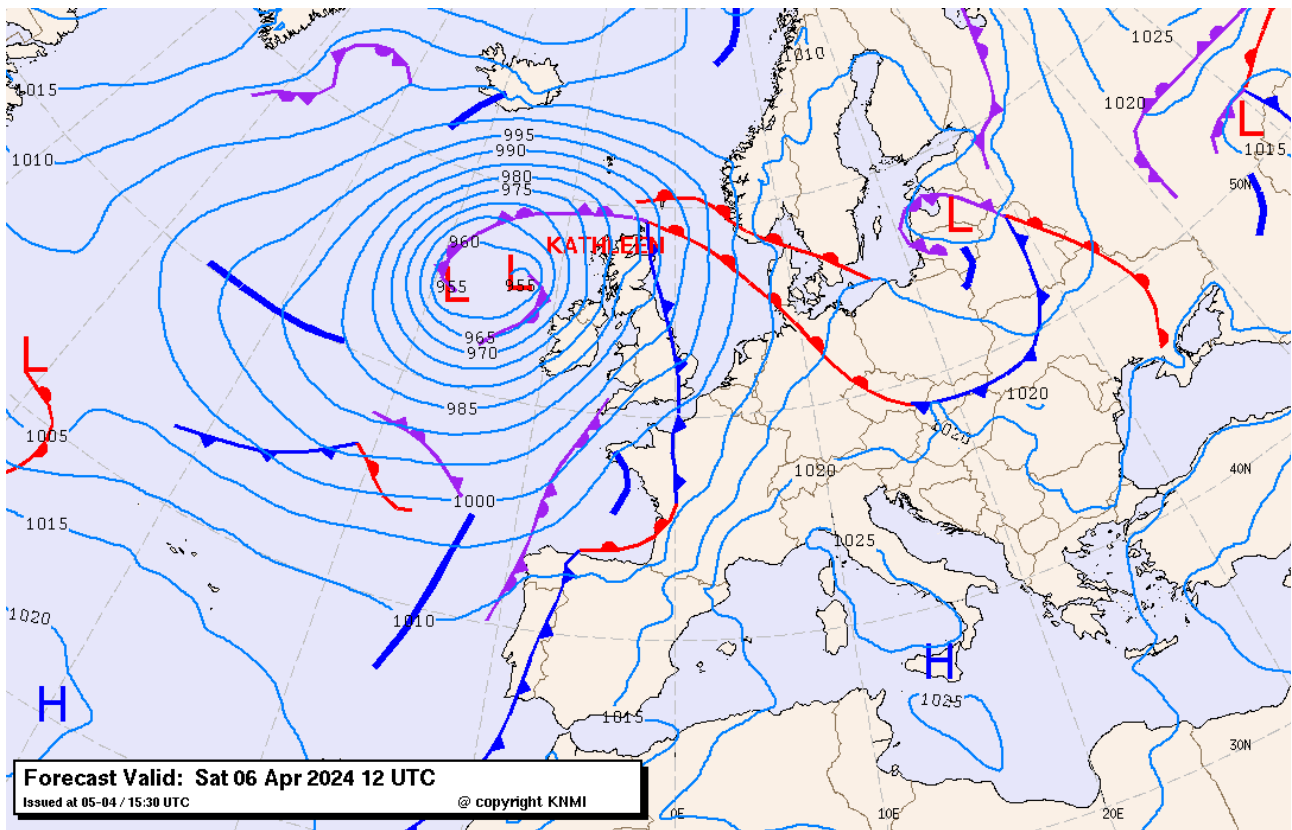 1025
1010
1015
1020
L
995
1015
1010
990
980
50N
975
L
KATHLEEN
960
L
L
955
955
965
L
970
1020
985
1005
1020
1020
40N
1000
1015
1025
1020
1010
H
1025
H
1015
30N
Forecast Valid: Sat 06 Apr 2024 12 UTC
Issued at 05-04 / 15:30 UTC @ copyright KNMI
0E
10E
20E